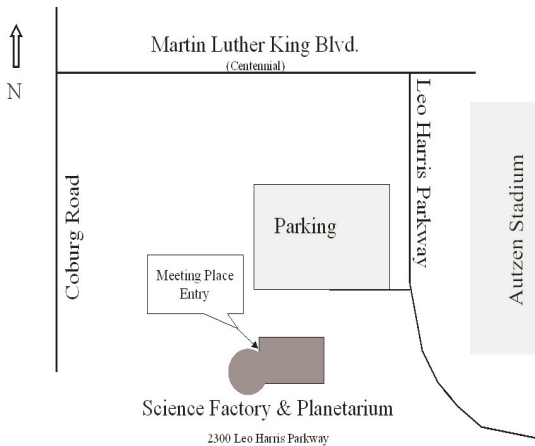 Martin Luther King Blvd.
(Centennial)
N
Coburg Road
Leo Harris Parkway
Autzen Stadium
Parking
Meeting Place
Entry
Science Factory & Planetarium
2300 Leo Harris Parkway